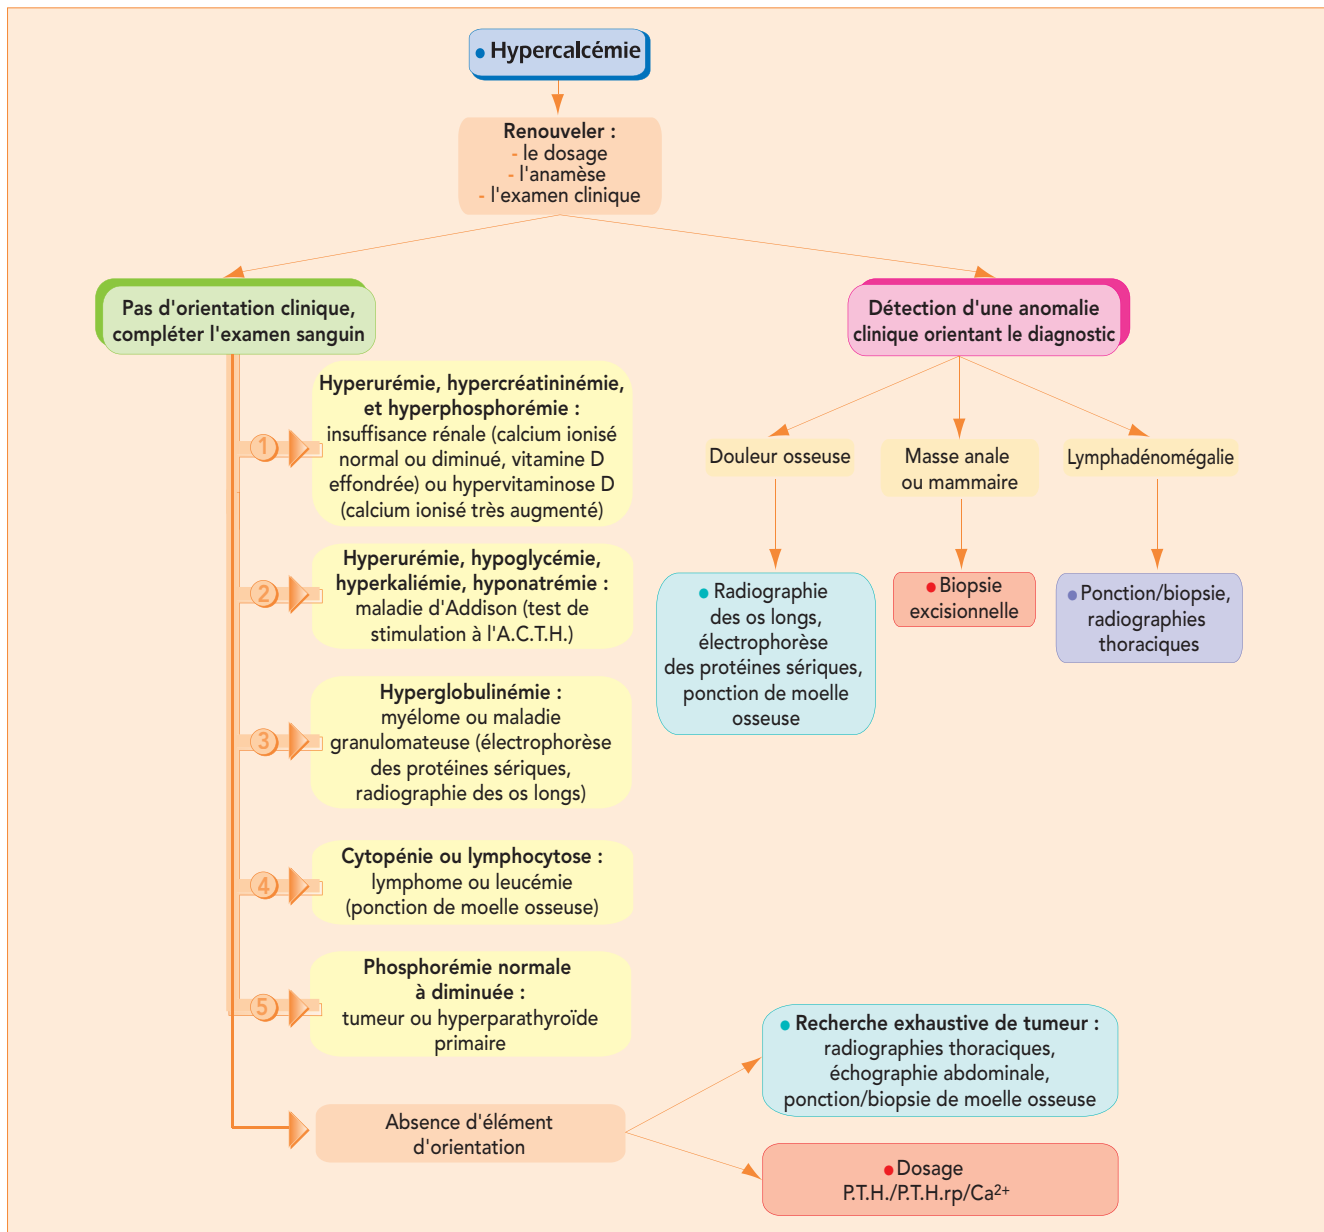 • Hypercalcémie
Renouveler :
- le dosage
- l'anamèse
- l'examen clinique
Pas d'orientation clinique,
compléter l'examen sanguin
1
Hyperurémie, hypercréatininémie,
et hyperphosphorémie :
insuffisance rénale (calcium ionisé
normal ou diminué, vitamine D
effondrée) ou hypervitaminose D
(calcium ionisé très augmenté)
2
Hyperurémie, hypoglycémie,
hyperkaliémie, hyponatrémie :
maladie d'Addison (test de
stimulation à l'A.C.T.H.)
3
Hyperglobulinémie :
myélome ou maladie
granulomateuse (électrophorèse
des protéines sériques,
radiographie des os longs)
4
Cytopénie ou lymphocytose :
lymphome ou leucémie
(ponction de moelle osseuse)
5
Phosphorémie normale
à diminuée :
tumeur ou hyperparathyroïde
primaire
Absence d'élément
d'orientation
• Recherche exhaustive de tumeur :
radiographies thoraciques,
échographie abdominale,
ponction/biopsie de moelle osseuse
• Dosage
P.T.H./P.T.H.rp/Ca²⁺
Détection d'une anomalie
clinique orientant le diagnostic
Douleur osseuse
• Radiographie
des os longs,
électrophorèse
des protéines sériques,
ponction de moelle
osseuse
Masse anale
ou mammaire
• Biopsie
excisionnelle
Lymphadénomégalie
• Ponction/biopsie,
radiographies
thoraciques